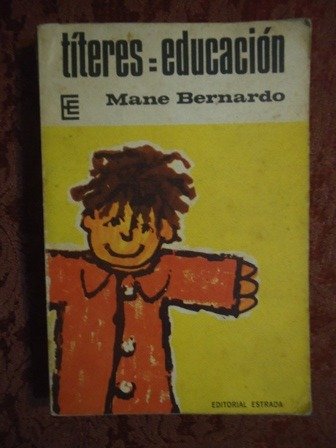 títeres = educación
Mane Bernardo
EDITORIAL ESTRADA